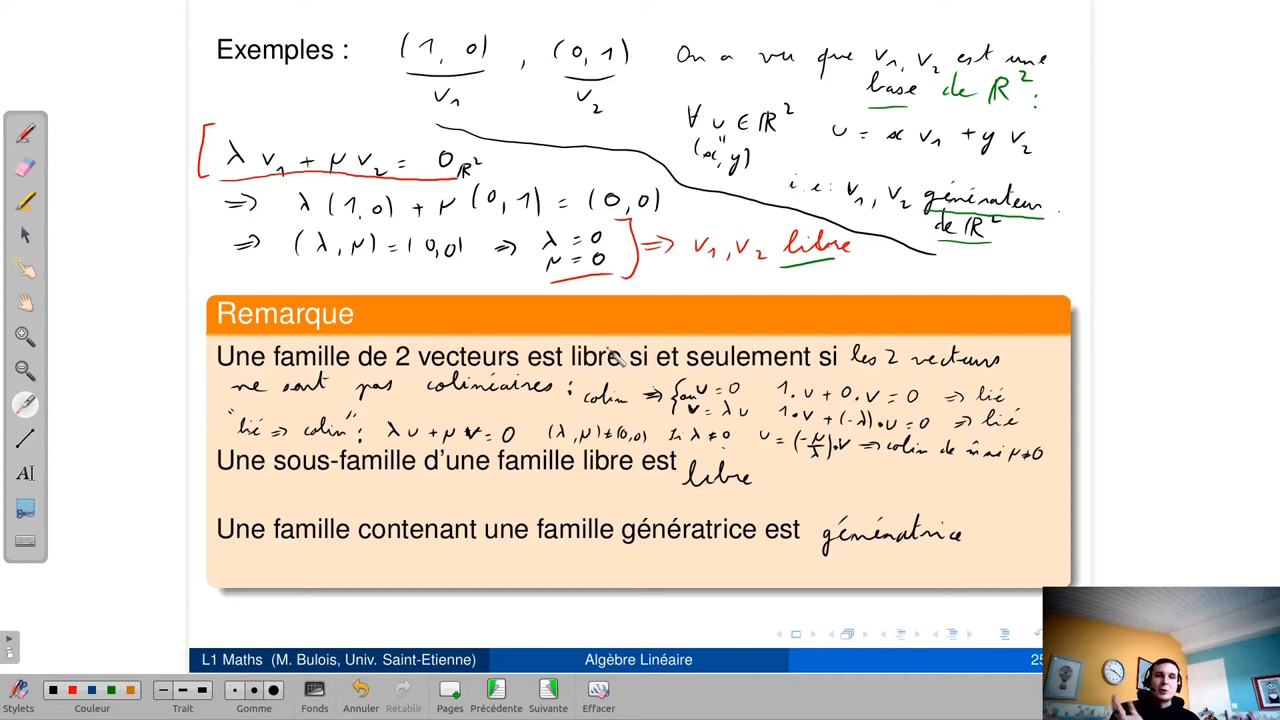 Exemples : (1, 0) , (0, 1) On a vu que v1, v2 est une
v1 v2 base de ℝ² :
∀ u ∈ ℝ² u = x v1 + y v2
(x, y)
[ λ v1 + μ v2 = 0ℝ²
i.e: v1, v2 générateur
de ℝ²
⇒ λ (1,0) + μ (0, 1) = (0, 0)
⇒ (λ, μ) = (0,0) ⇒ λ = 0 ] ⇒ v1, v2 libre
μ = 0
Remarque
Une famille de 2 vecteurs est libre si et seulement si les 2 vecteurs
ne sont pas colinéaires : colin ⇒ { ou u = 0 1. u + 0. v = 0 ⇒ lié
v = λ u 1. v + (-λ). u = 0 ⇒ lié
"lié ⇒ colin" : λ u + μ v = 0 (λ, μ) ≠ (0,0) Si λ ≠ 0 u = (-μ/λ). v ⇒ colin de m̂ si μ ≠ 0
Une sous-famille d'une famille libre est libre
Une famille contenant une famille génératrice est génératrice
L1 Maths (M. Bulois, Univ. Saint-Etienne) Algèbre Linéaire 25
Stylets Couleur Trait Gomme Fonds Annuler Rétablir Pages Précédente Suivante Effacer